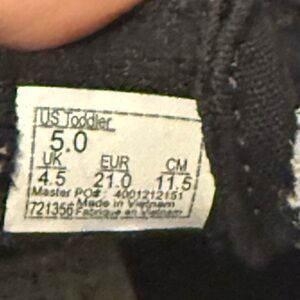 US Toddler
5.0
UK EUR CM
4.5 21.0 11.5
Master PO#: 4001212151
Made in Vietnam
721356 Fabriqué en Vietnam